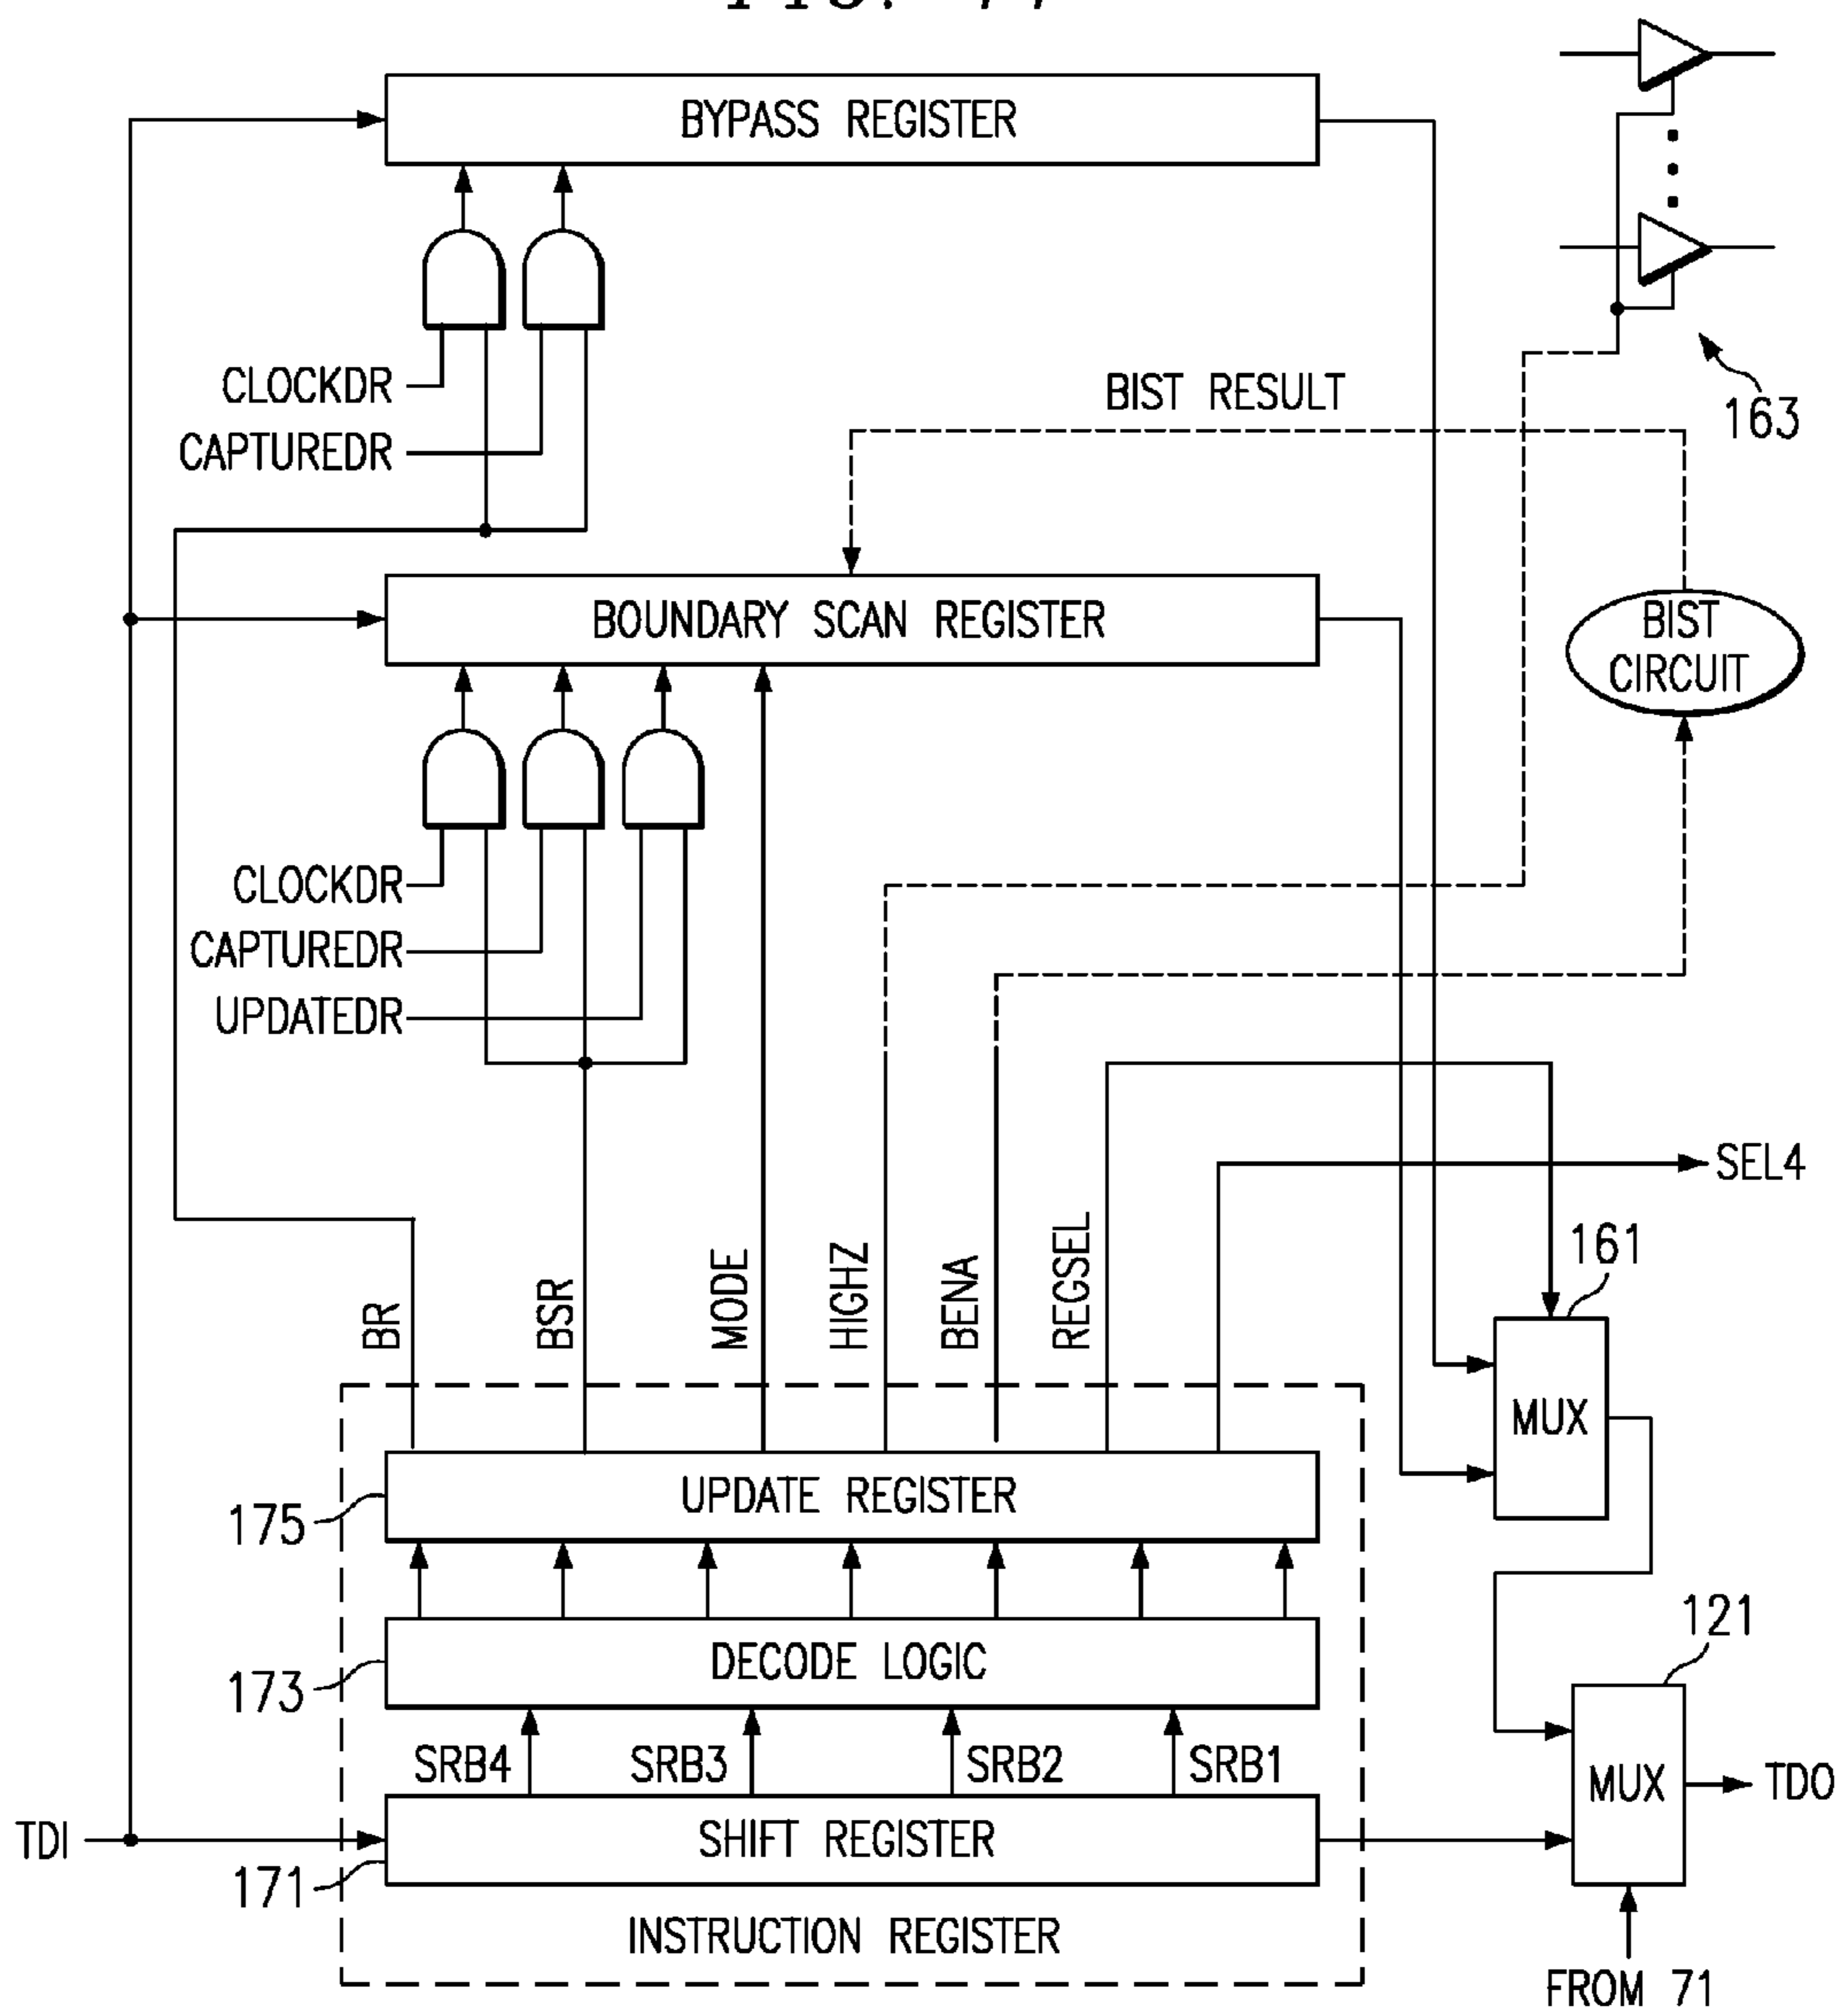 BYPASS REGISTER
CLOCKDR
CAPTUREDR
BIST RESULT
163
BOUNDARY SCAN REGISTER
BIST
CIRCUIT
CLOCKDR
CAPTUREDR
UPDATEDR
SEL4
161
BR
BSR
MODE
HIGHZ
BENA
REGSEL
MUX
UPDATE REGISTER
175
121
DECODE LOGIC
173
SRB4
SRB3
SRB2
SRB1
MUX
TDO
TDI
SHIFT REGISTER
171
INSTRUCTION REGISTER
FROM 71